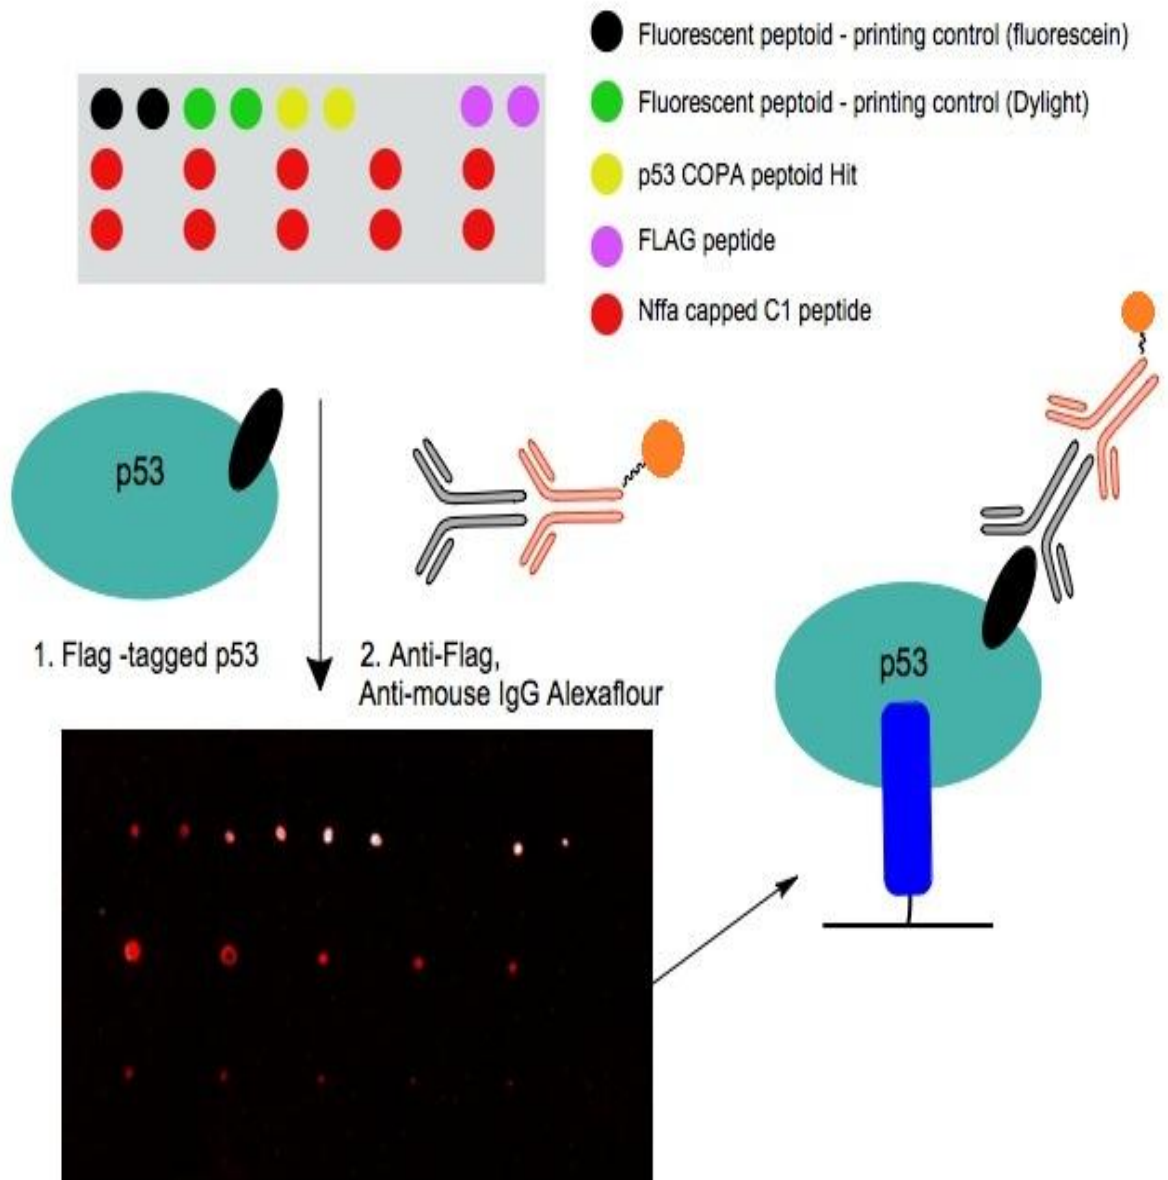 Fluorescent peptoid - printing control (fluorescein)
Fluorescent peptoid - printing control (Dylight)
p53 COPA peptoid Hit
FLAG peptide
Nffa capped C1 peptide
p53
1. Flag -tagged p53
2. Anti-Flag,
Anti-mouse IgG Alexaflour
p53